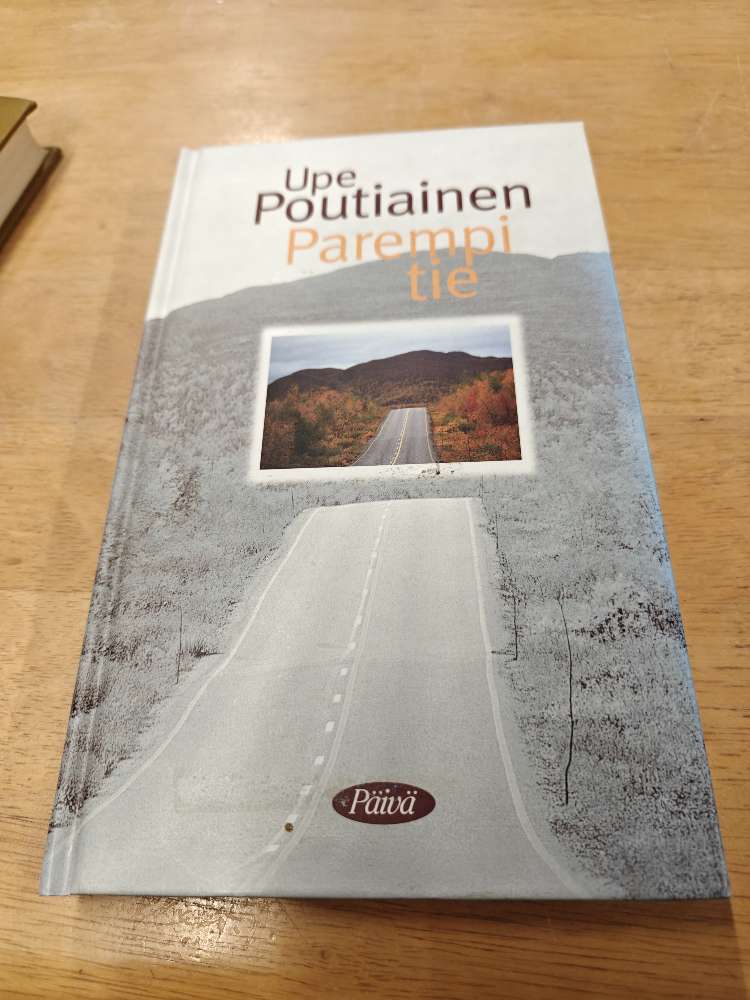 Upe
Poutiainen
Parempi
tie
Päivä